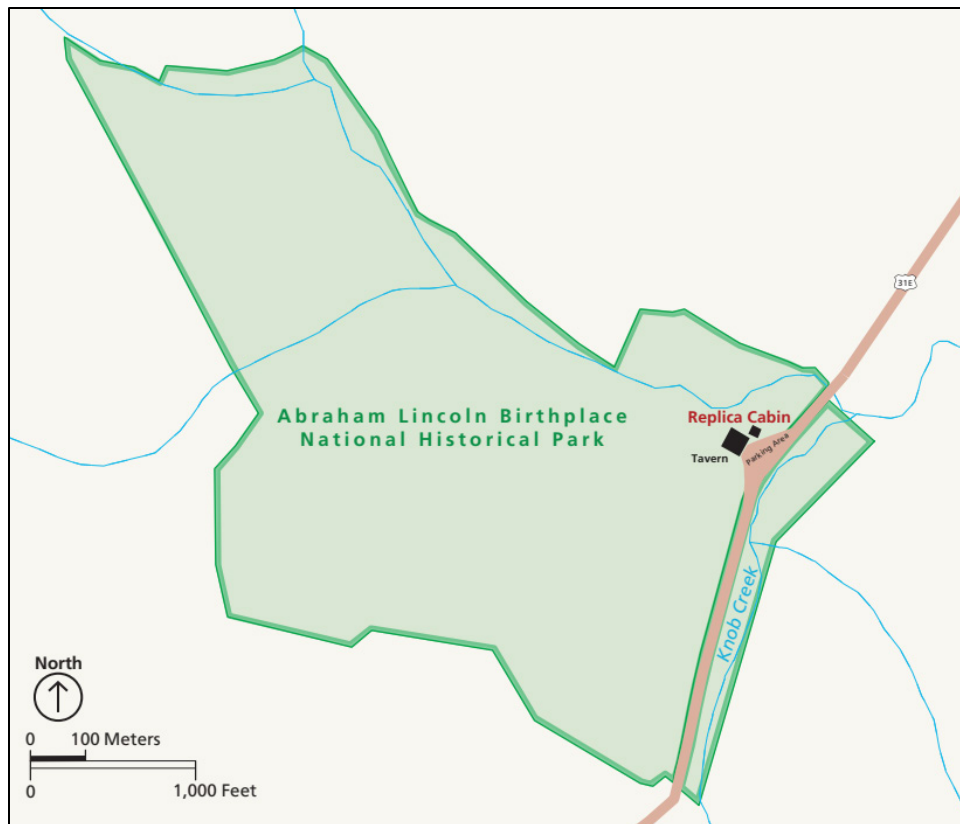 31E
Abraham Lincoln Birthplace
National Historical Park
Replica Cabin
Tavern
Parking Area
Knob Creek
North
0 100 Meters
0 1,000 Feet